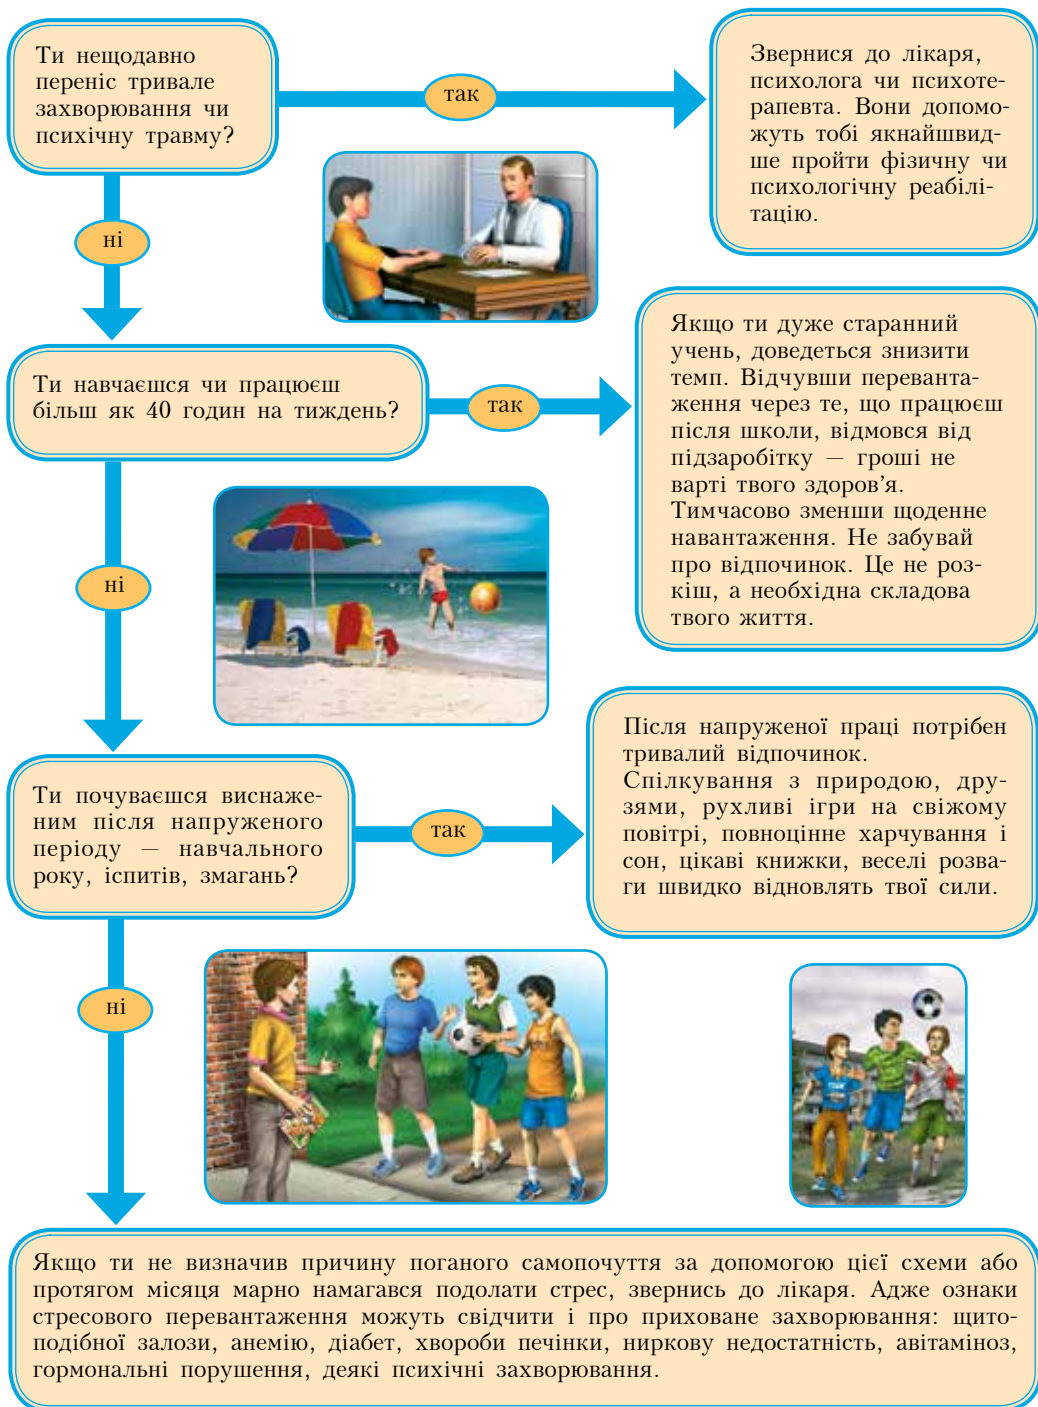 Ти нещодавно
переніс тривале
захворювання чи
психічну травму?
так
Звернися до лікаря,
психолога чи психоте-
рапевта. Вони допомо-
жуть тобі якнайшвид-
ше пройти фізичну чи
психологічну реабілі-
тацію.
ні
Ти навчаєшся чи працюєш
більш як 40 годин на тиждень?
так
Якщо ти дуже старанний
учень, доведеться знизити
темп. Відчувши переванта-
ження через те, що працюєш
після школи, відмовся від
підзаробітку — гроші не
варті твого здоров’я.
Тимчасово зменши щоденне
навантаження. Не забувай
про відпочинок. Це не роз-
кіш, а необхідна складова
твого життя.
ні
Ти почуваєшся виснаже-
ним після напруженого
періоду — навчального
року, іспитів, змагань?
так
Після напруженої праці потрібен
тривалий відпочинок.
Спілкування з природою, дру-
зями, рухливі ігри на свіжому
повітрі, повноцінне харчування і
сон, цікаві книжки, веселі розва-
ги швидко відновлять твої сили.
ні
Якщо ти не визначив причину поганого самопочуття за допомогою цієї схеми або
протягом місяця марно намагався подолати стрес, звернись до лікаря. Адже ознаки
стресового перевантаження можуть свідчити і про приховане захворювання: щито-
подібної залози, анемію, діабет, хвороби печінки, ниркову недостатність, авітаміноз,
гормональні порушення, деякі психічні захворювання.